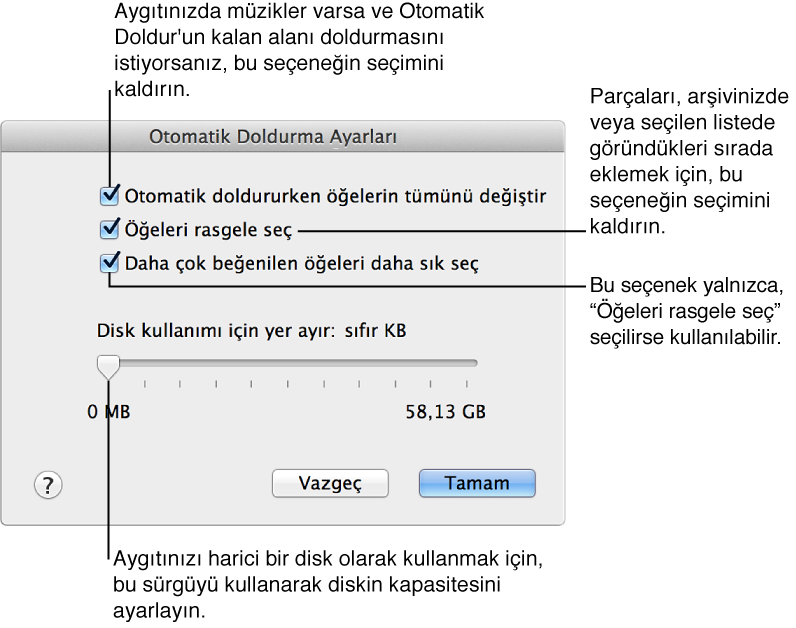 Aygıtınızda müzikler varsa ve Otomatik
Doldur'un kalan alanı doldurmasını
istiyorsanız, bu seçeneğin seçimini
kaldırın.
Parçaları, arşivinizde
veya seçilen listede
göründükleri sırada
eklemek için, bu
seçeneğin seçimini
kaldırın.
Otomatik Doldurma Ayarları
Otomatik doldururken öğelerin tümünü değiştir
Öğeleri rasgele seç
Daha çok beğenilen öğeleri daha sık seç
Bu seçenek yalnızca,
“Öğeleri rasgele seç”
seçilirse kullanılabilir.
Disk kullanımı için yer ayır: sıfır KB
0 MB
58,13 GB
?
Vazgeç
Tamam
Aygıtınızı harici bir disk olarak kullanmak için,
bu sürgüyü kullanarak diskin kapasitesini
ayarlayın.